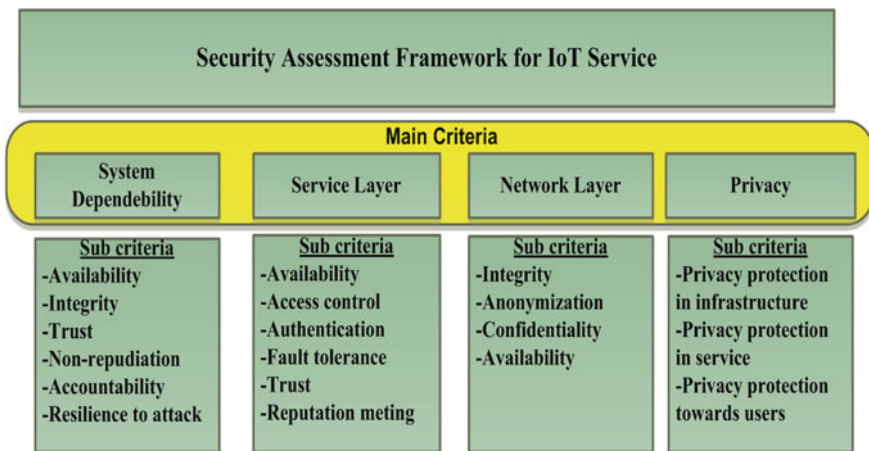 Security Assessment Framework for IoT Service
Main Criteria
System
Dependebility
Service Layer
Network Layer
Privacy
Sub criteria
-Availability
-Integrity
-Trust
-Non-repudiation
-Accountability
-Resilience to attack
Sub criteria
-Availability
-Access control
-Authentication
-Fault tolerance
-Trust
-Reputation meting
Sub criteria
-Integrity
-Anonymization
-Confidentiality
-Availability
Sub criteria
-Privacy protection
in infrastructure
-Privacy protection
in service
-Privacy protection
towards users